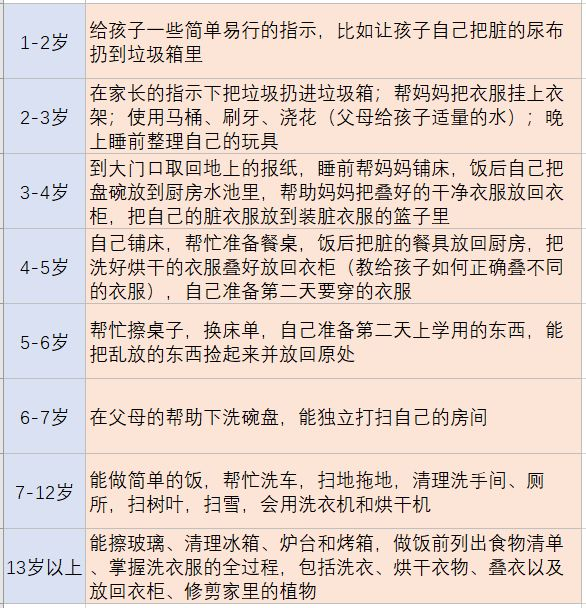 1-2岁
给孩子一些简单易行的指示，比如让孩子自己把脏的尿布
扔到垃圾箱里
2-3岁
在家长的指示下把垃圾扔进垃圾箱；帮妈妈把衣服挂上衣
架；使用马桶、刷牙、浇花（父母给孩子适量的水）；晚
上睡前整理自己的玩具
3-4岁
到大门口取回地上的报纸，睡前帮妈妈铺床，饭后自己把
盘碗放到厨房水池里，帮助妈妈把叠好的干净衣服放回衣
柜，把自己的脏衣服放到装脏衣服的篮子里
4-5岁
自己铺床，帮忙准备餐桌，饭后把脏的餐具放回厨房，把
洗好烘干的衣服叠好放回衣柜（教给孩子如何正确叠不同
的衣服），自己准备第二天要穿的衣服
5-6岁
帮忙擦桌子，换床单，自己准备第二天上学用的东西，能
把乱放的东西捡起来并放回原处
6-7岁
在父母的帮助下洗碗盘，能独立打扫自己的房间
7-12岁
能做简单的饭，帮忙洗车，扫地拖地，清理洗手间、厕
所，扫树叶，扫雪，会用洗衣机和烘干机
13岁以上
能擦玻璃、清理冰箱、炉台和烤箱，做饭前列出食物清单
、掌握洗衣服的全过程，包括洗衣、烘干衣物、叠衣以及
放回衣柜、修剪家里的植物